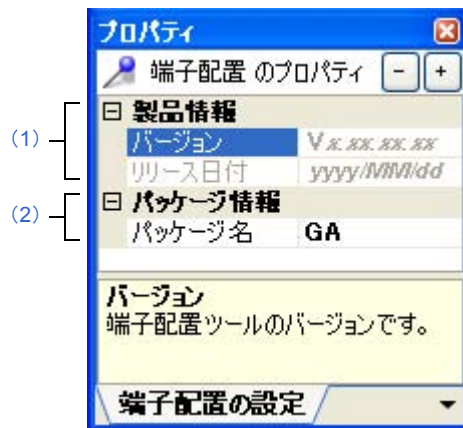 プロパティ
端子配置 のプロパティ
(1)
製品情報
バージョン Vx.xx.xx.xx
リリース日付 yyyy/MM/dd
(2)
パッケージ情報
パッケージ名 GA
バージョン
端子配置ツールのバージョンです。
端子配置の設定